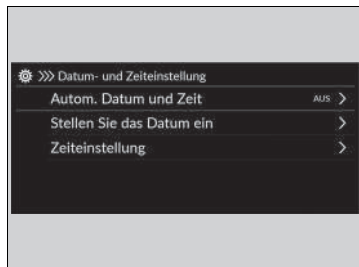 >>> Datum- und Zeiteinstellung
Autom. Datum und Zeit AUS >
Stellen Sie das Datum ein >
Zeiteinstellung >